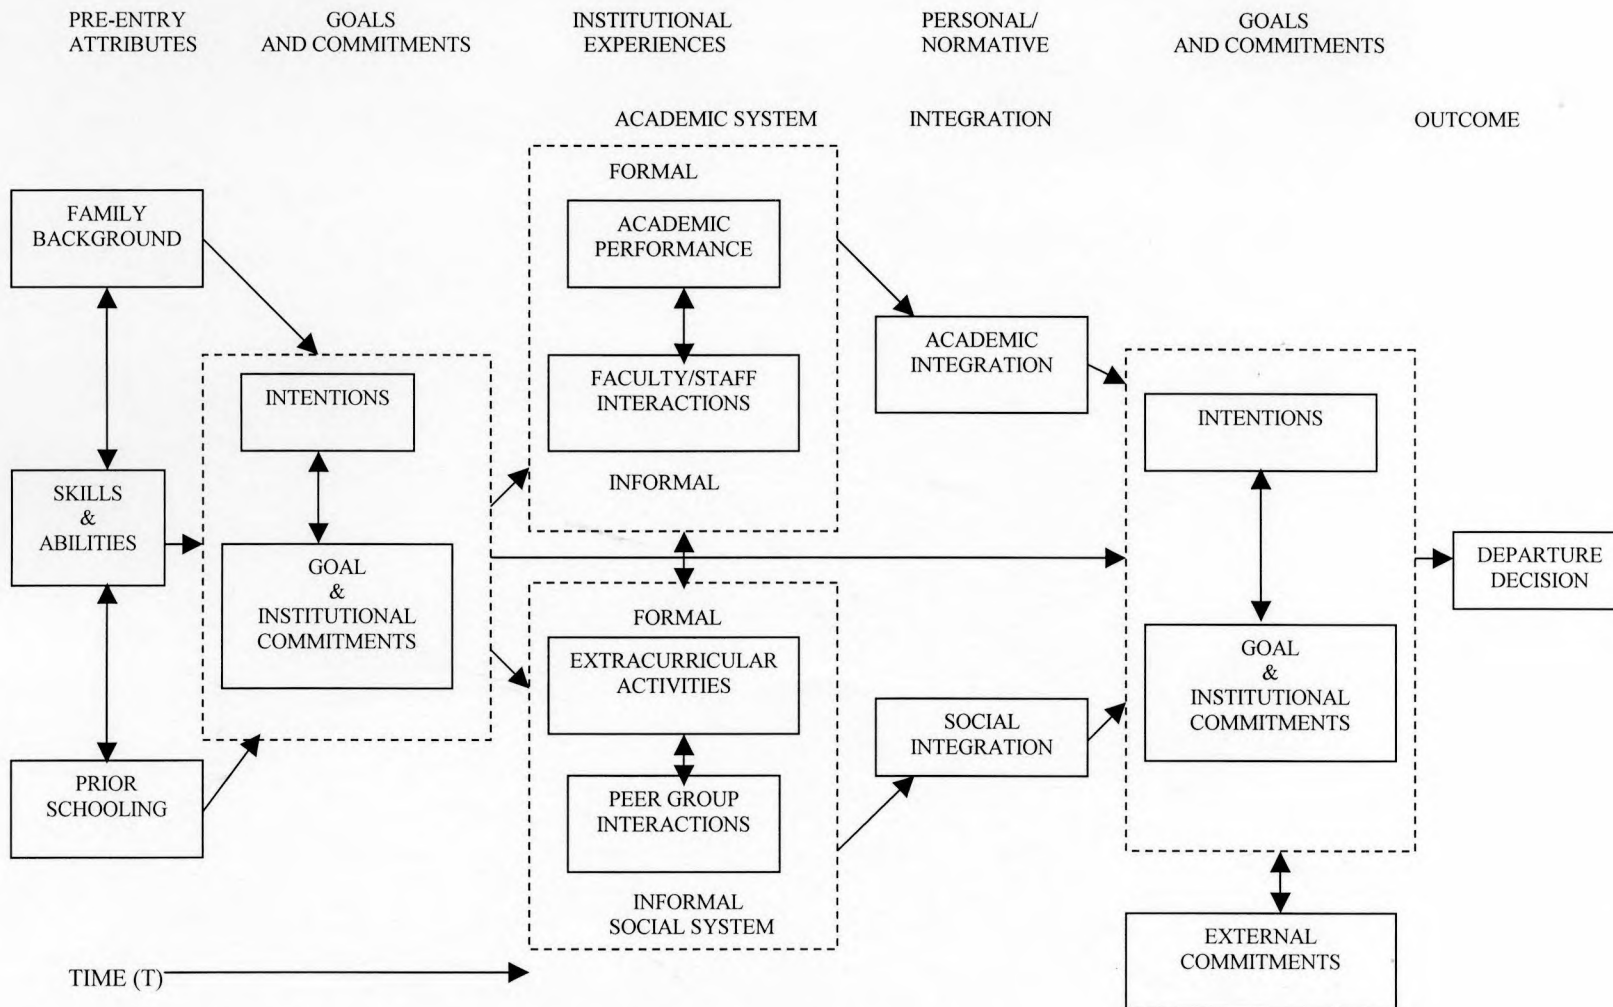 PRE-ENTRY
ATTRIBUTES
GOALS
AND COMMITMENTS
INSTITUTIONAL
EXPERIENCES
PERSONAL/
NORMATIVE
GOALS
AND COMMITMENTS
ACADEMIC SYSTEM
INTEGRATION
OUTCOME
FAMILY
BACKGROUND
SKILLS
&
ABILITIES
PRIOR
SCHOOLING
INTENTIONS
GOAL
&
INSTITUTIONAL
COMMITMENTS
FORMAL
ACADEMIC
PERFORMANCE
FACULTY/STAFF
INTERACTIONS
INFORMAL
FORMAL
EXTRACURRICULAR
ACTIVITIES
PEER GROUP
INTERACTIONS
INFORMAL
SOCIAL SYSTEM
ACADEMIC
INTEGRATION
SOCIAL
INTEGRATION
INTENTIONS
GOAL
&
INSTITUTIONAL
COMMITMENTS
EXTERNAL
COMMITMENTS
DEPARTURE
DECISION
TIME (T)